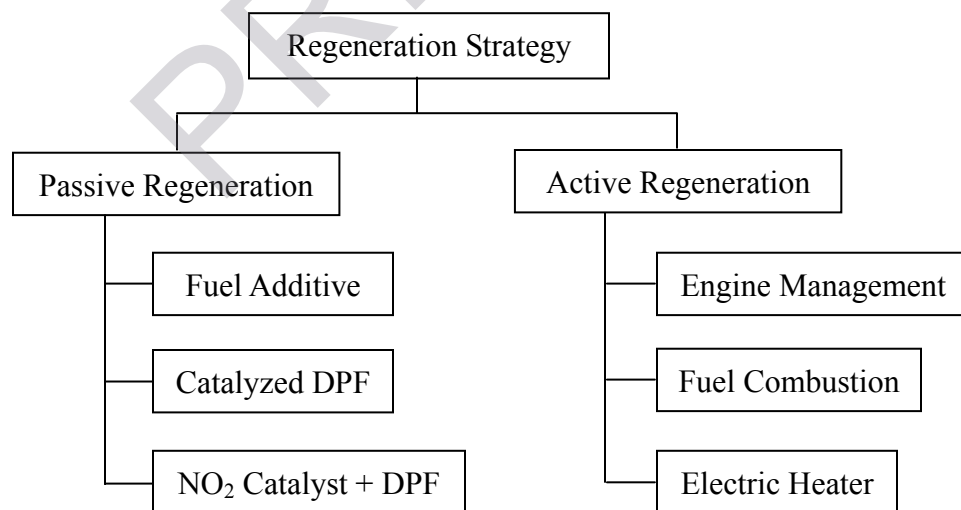 PR
Regeneration Strategy
Passive Regeneration
Active Regeneration
Fuel Additive
Engine Management
Catalyzed DPF
Fuel Combustion
NO₂ Catalyst + DPF
Electric Heater